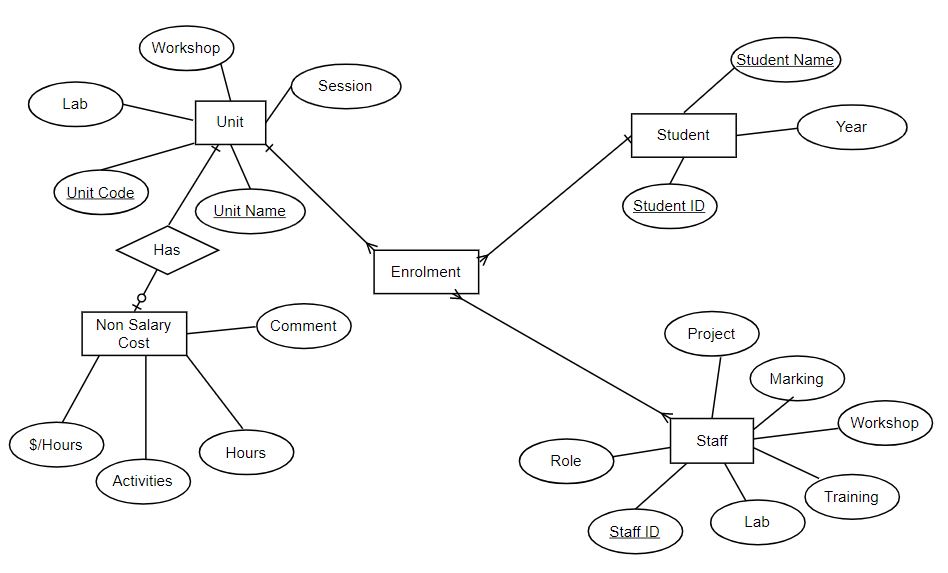 Workshop
Student Name
Session
Lab
Unit
Year
Student
Unit Code
Unit Name
Student ID
Has
Enrolment
Non Salary
Cost
Comment
Project
Marking
Workshop
$/Hours
Hours
Role
Staff
Activities
Training
Staff ID
Lab